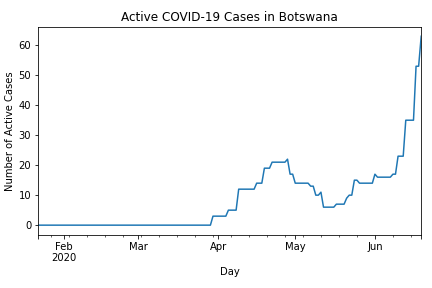 Active COVID-19 Cases in Botswana
Number of Active Cases
60
50
40
30
20
10
0
Feb
2020
Mar
Apr
May
Jun
Day